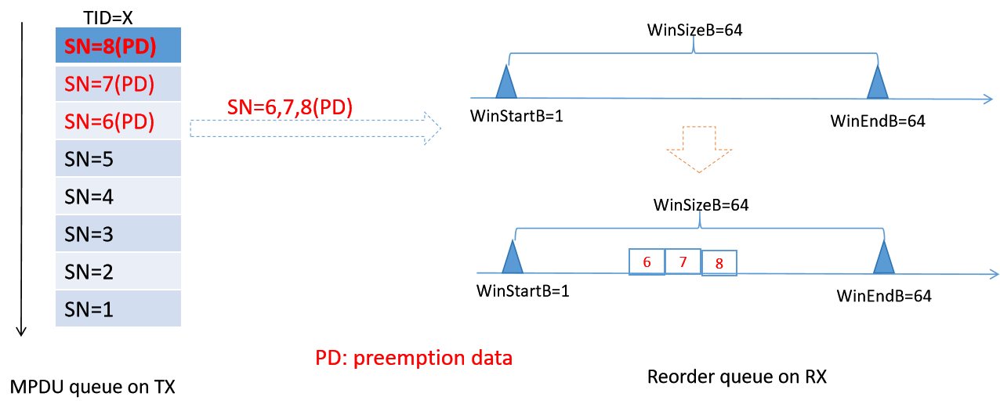 TID=X
SN=8(PD)
SN=7(PD)
SN=6(PD)
SN=5
SN=4
SN=3
SN=2
SN=1
MPDU queue on TX
SN=6,7,8(PD)
PD: preemption data
WinSizeB=64
WinStartB=1
WinEndB=64
WinSizeB=64
6 7 8
WinStartB=1
WinEndB=64
Reorder queue on RX